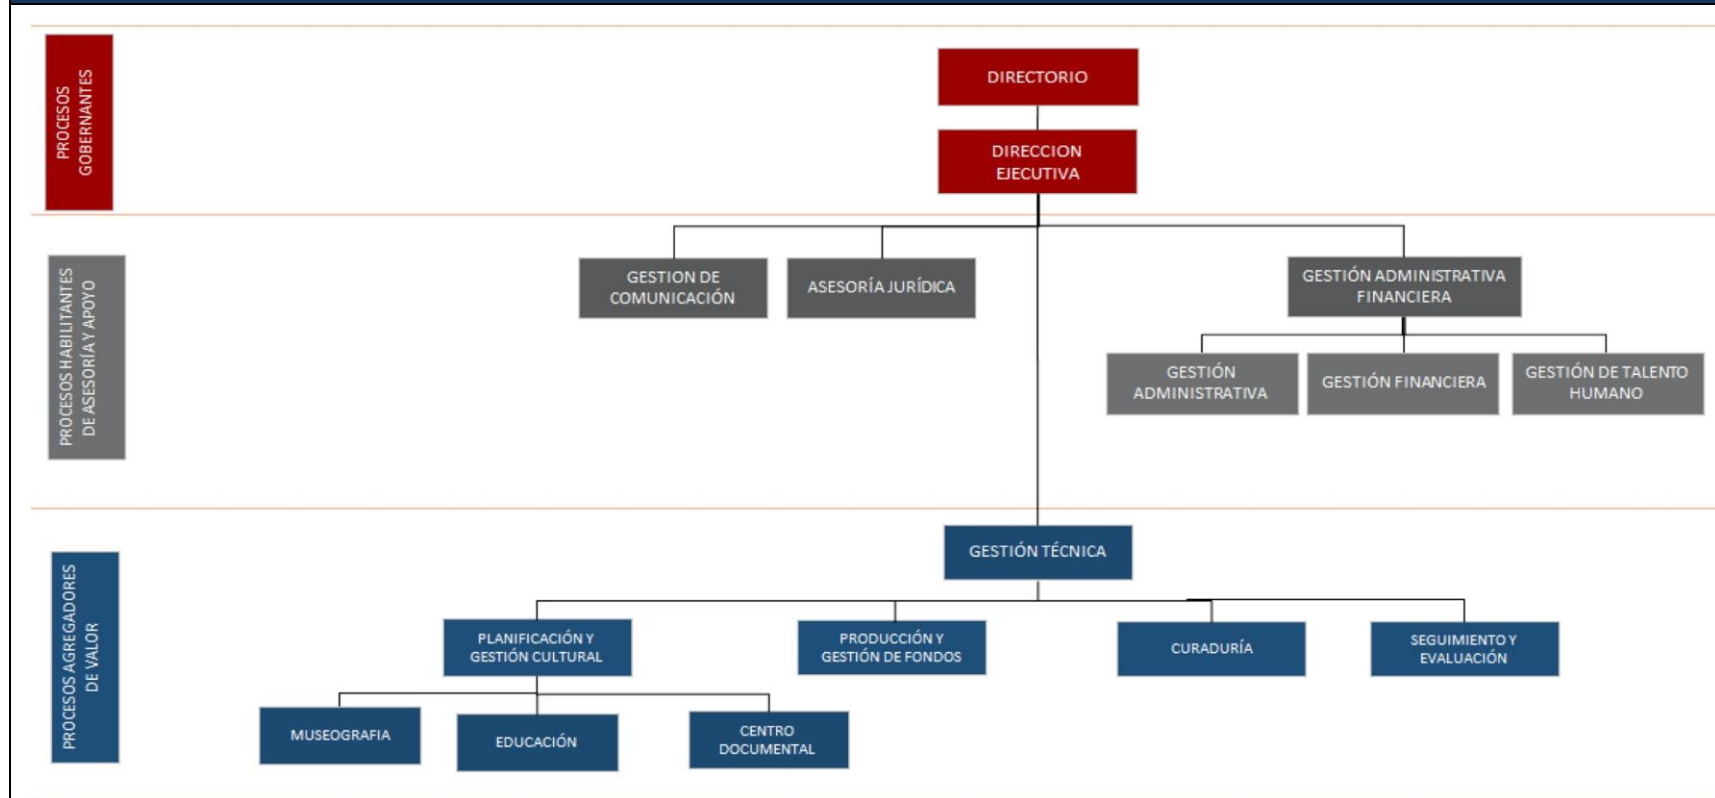 PROCESOS
GOBERNANTES
DIRECTORIO
DIRECCION
EJECUTIVA
PROCESOS HABILITANTES
DE ASESORÍA Y APOYO
GESTION DE
COMUNICACIÓN
ASESORÍA JURÍDICA
GESTIÓN ADMINISTRATIVA
FINANCIERA
GESTIÓN
ADMINISTRATIVA
GESTIÓN FINANCIERA
GESTIÓN DE TALENTO
HUMANO
PROCESOS AGREGADORES
DE VALOR
GESTIÓN TÉCNICA
PLANIFICACIÓN Y
GESTIÓN CULTURAL
PRODUCCIÓN Y
GESTIÓN DE FONDOS
CURADURÍA
SEGUIMIENTO Y
EVALUACIÓN
MUSEOGRAFIA
EDUCACIÓN
CENTRO
DOCUMENTAL